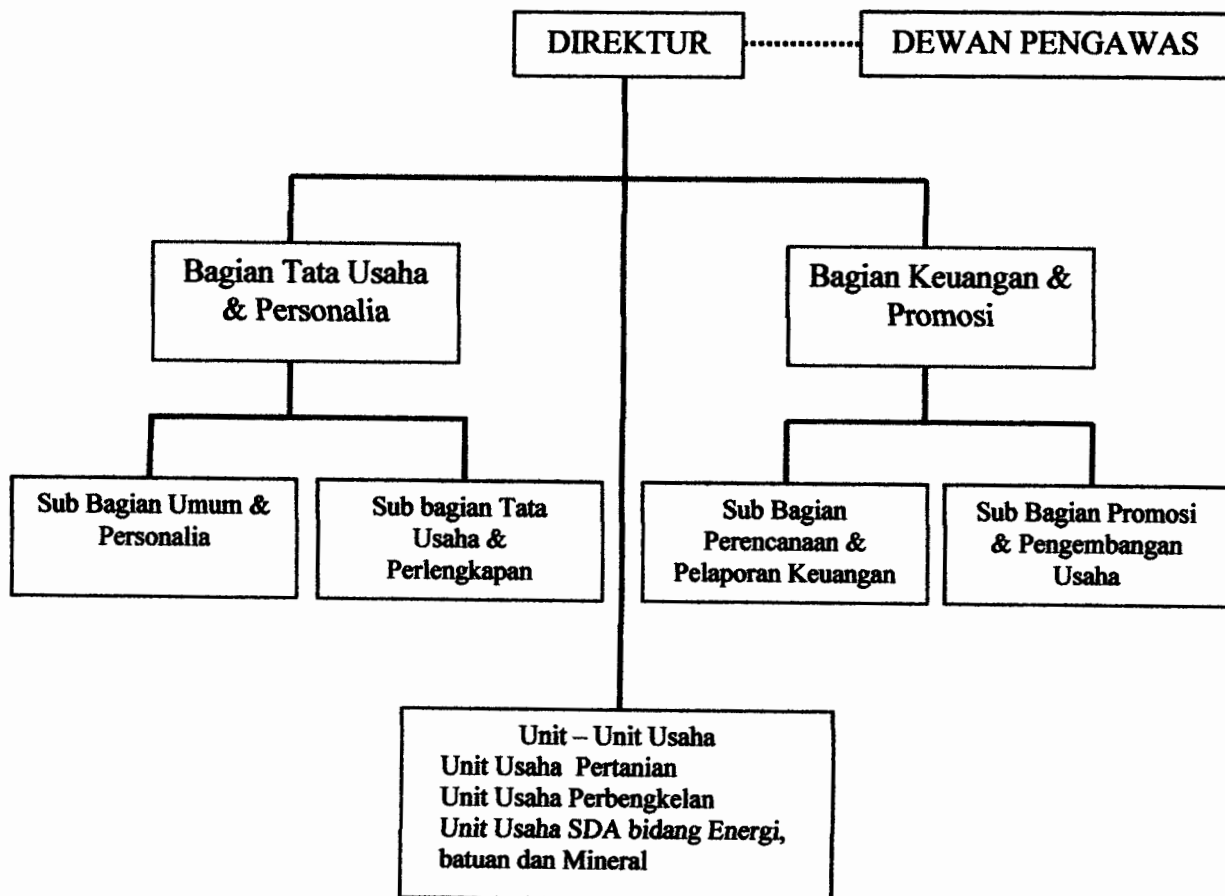 DIREKTUR
DEWAN PENGAWAS
Bagian Tata Usaha
& Personalia
Bagian Keuangan &
Promosi
Sub Bagian Umum &
Personalia
Sub bagian Tata
Usaha &
Perlengkapan
Sub Bagian
Perencanaan &
Pelaporan Keuangan
Sub Bagian Promosi
& Pengembangan
Usaha
Unit – Unit Usaha
Unit Usaha Pertanian
Unit Usaha Perbengkelan
Unit Usaha SDA bidang Energi,
batuan dan Mineral